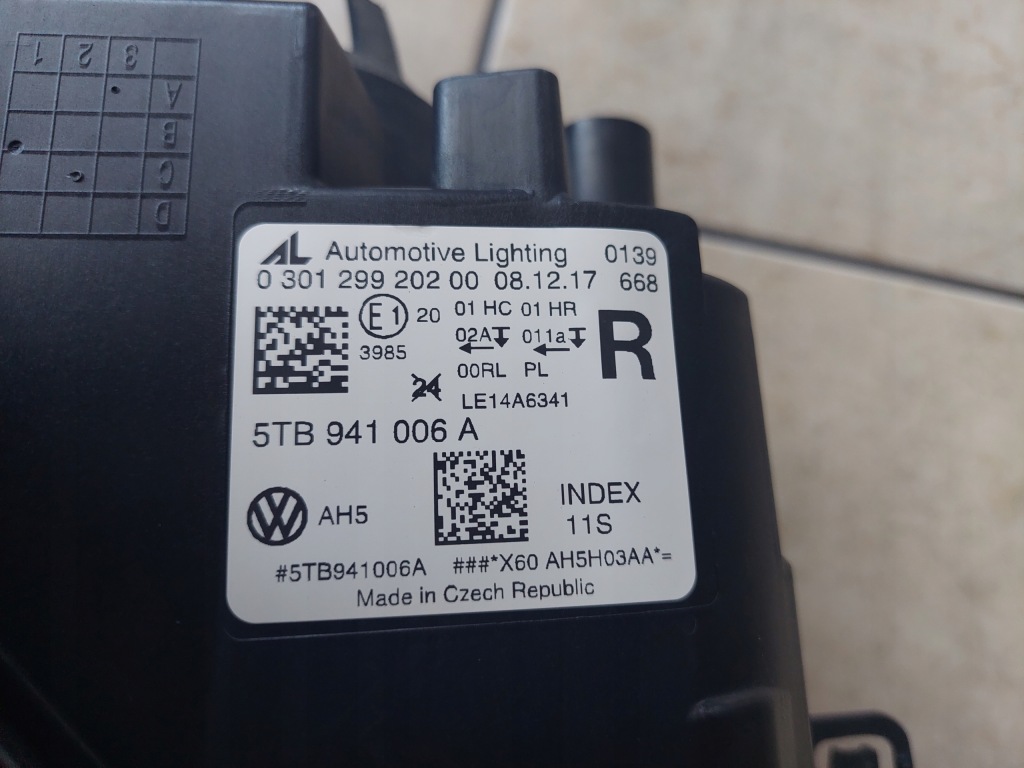 1 2 3
A
B
C
D
AL Automotive Lighting 0139
0 301 299 202 00 08.12.17 668
E1 20 01 HC 01 HR R
3985 02A 011a
00RL PL
24 LE14A6341
5TB 941 006 A
VW AH5 INDEX
11S
#5TB941006A ###*X60 AH5H03AA*=
Made in Czech Republic